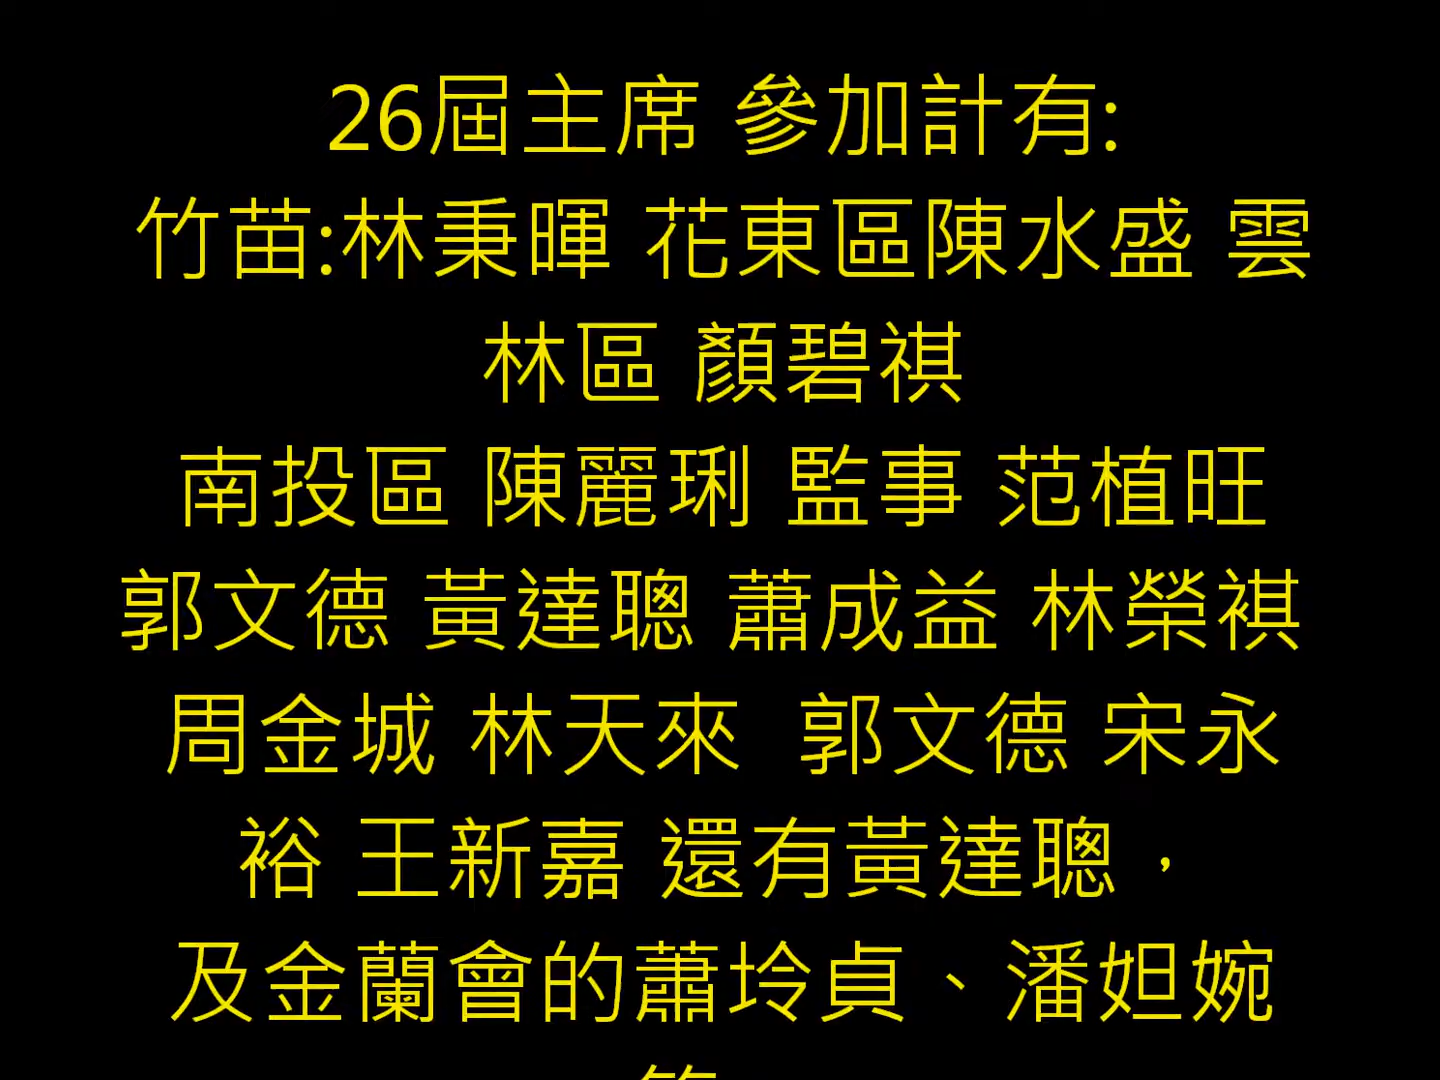 26屆主席 參加計有:
竹苗:林秉暉 花東區陳水盛 雲
林區 顏碧祺
南投區 陳麗琍 監事 范植旺
郭文德 黃達聰 蕭成益 林榮褀
周金城 林天來 郭文德 宋永
裕 王新嘉 還有黃達聰，
及金蘭會的蕭坽貞、潘妲婉